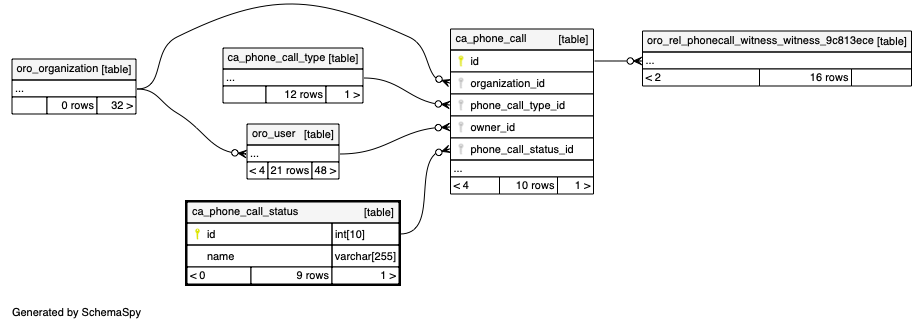 oro_organization [table]
...
0 rows 32 >
ca_phone_call_type [table]
...
12 rows 1 >
oro_user [table]
...
< 4 21 rows 48 >
ca_phone_call_status [table]
id int[10]
name varchar[255]
< 0 9 rows 1 >
ca_phone_call [table]
id
organization_id
phone_call_type_id
owner_id
phone_call_status_id
...
< 4 10 rows 1 >
oro_rel_phonecall_witness_witness_9c813ece [table]
...
< 2 16 rows
Generated by SchemaSpy